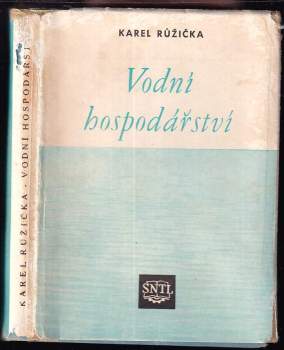 KAREL RŮŽIČKA · VODNÍ HOSPODÁŘSTVÍ
KAREL RŮŽIČKA
Vodní
hospodářství
SNTL